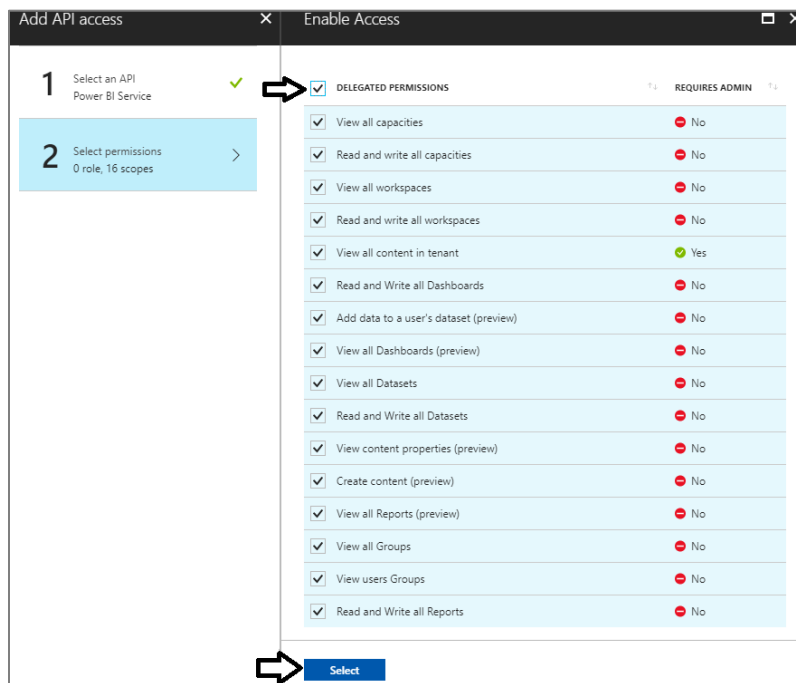 Add API access
Enable Access
1
Select an API
Power BI Service
2
Select permissions
0 role, 16 scopes
DELEGATED PERMISSIONS REQUIRES ADMIN
View all capacities No
Read and write all capacities No
View all workspaces No
Read and write all workspaces No
View all content in tenant Yes
Read and Write all Dashboards No
Add data to a user's dataset (preview) No
View all Dashboards (preview) No
View all Datasets No
Read and Write all Datasets No
View content properties (preview) No
Create content (preview) No
View all Reports (preview) No
View all Groups No
View users Groups No
Read and Write all Reports No
Select